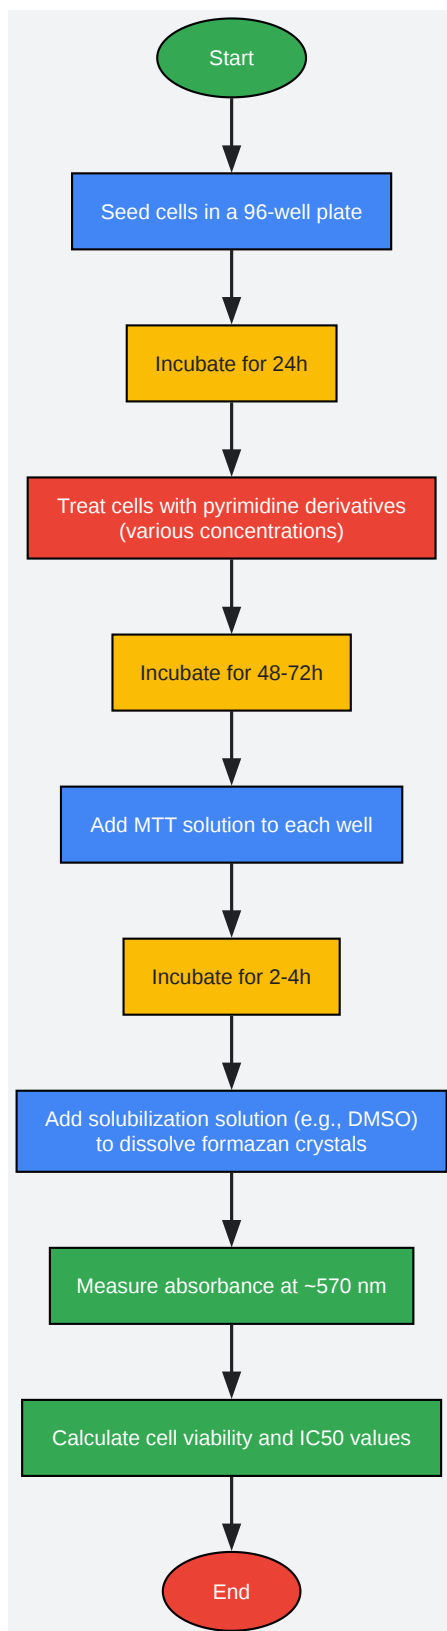 Start
Seed cells in a 96-well plate
Incubate for 24h
Treat cells with pyrimidine derivatives
(various concentrations)
Incubate for 48-72h
Add MTT solution to each well
Incubate for 2-4h
Add solubilization solution (e.g., DMSO)
to dissolve formazan crystals
Measure absorbance at ~570 nm
Calculate cell viability and IC50 values
End